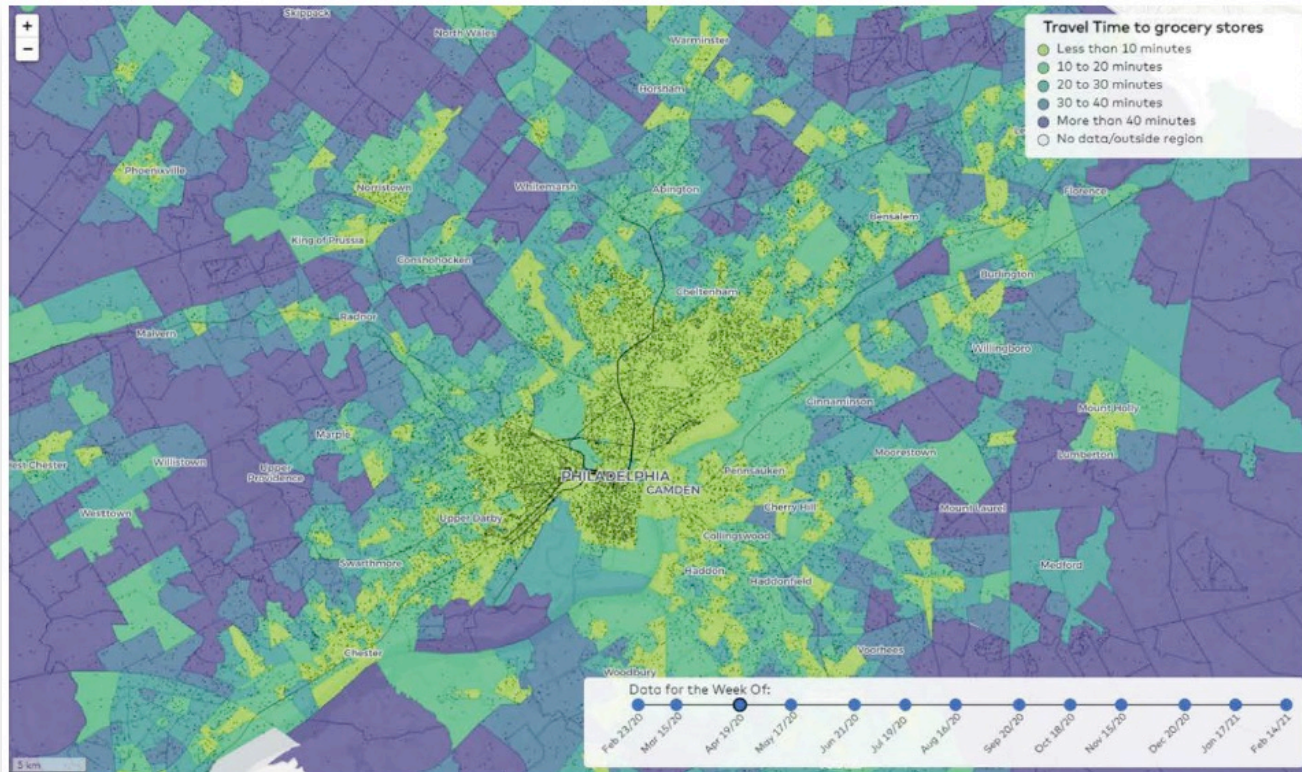 +
−
Skippack
North Wales
Warminster
Horsham
Travel Time to grocery stores
Less than 10 minutes
10 to 20 minutes
20 to 30 minutes
30 to 40 minutes
More than 40 minutes
No data/outside region
Phoenixville
Norristown
Whitemarsh
Abington
Florence
Bensalem
King of Prussia
Conshohocken
Burlington
Cheltenham
Malvern
Radnor
Willingboro
Cinnaminson
Mount Holly
Marple
West Chester
Willistown
Upper
Providence
Moorestown
Lumberton
PHILADELPHIA
Pennsauken
CAMDEN
Westtown
Upper Darby
Cherry Hill
Mount Laurel
Collingswood
Swarthmore
Haddon
Haddonfield
Medford
Chester
Voorhees
Woodbury
Data for the Week Of:
Feb 23/20
Mar 15/20
Apr 19/20
May 17/20
Jun 21/20
Jul 19/20
Aug 16/20
Sep 20/20
Oct 18/20
Nov 15/20
Dec 20/20
Jan 17/21
Feb 14/21
5 km